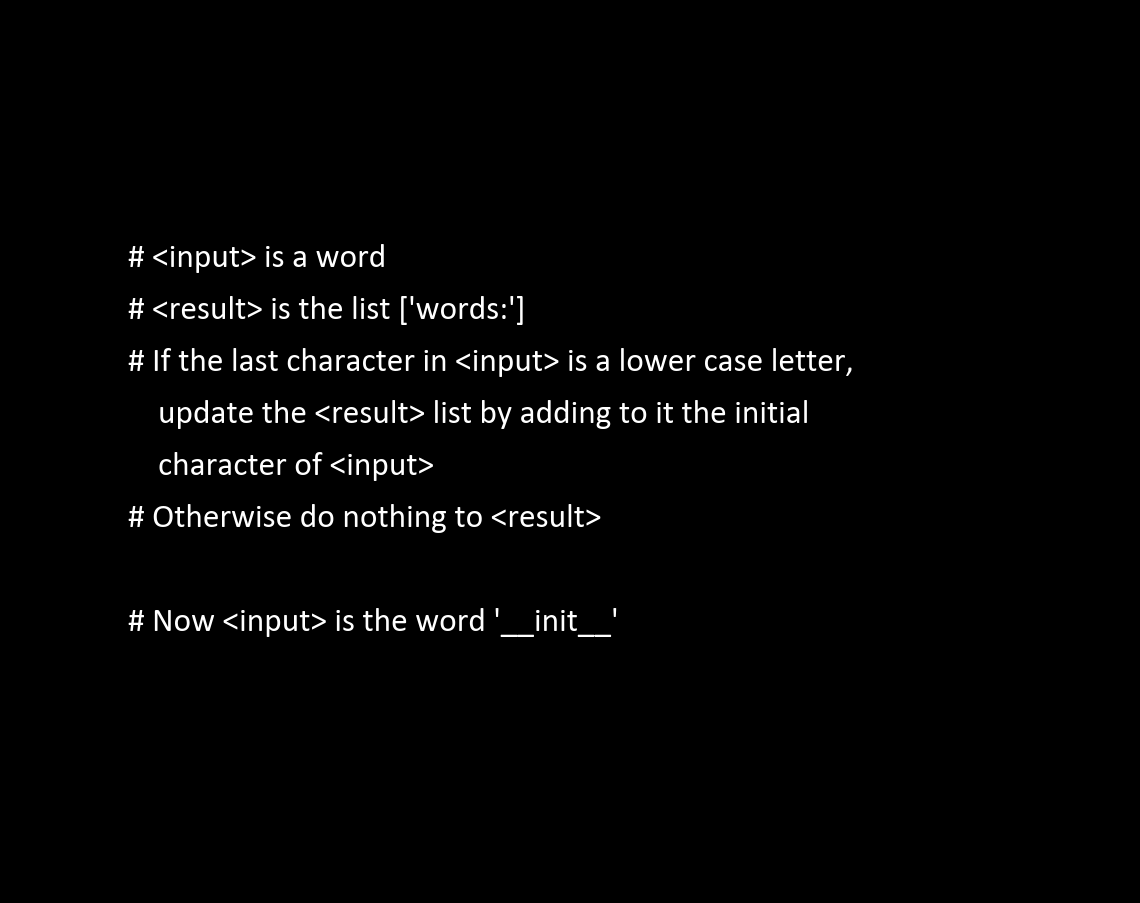 # <input> is a word
# <result> is the list ['words:']
# If the last character in <input> is a lower case letter,
update the <result> list by adding to it the initial
character of <input>
# Otherwise do nothing to <result>
# Now <input> is the word '__init__'